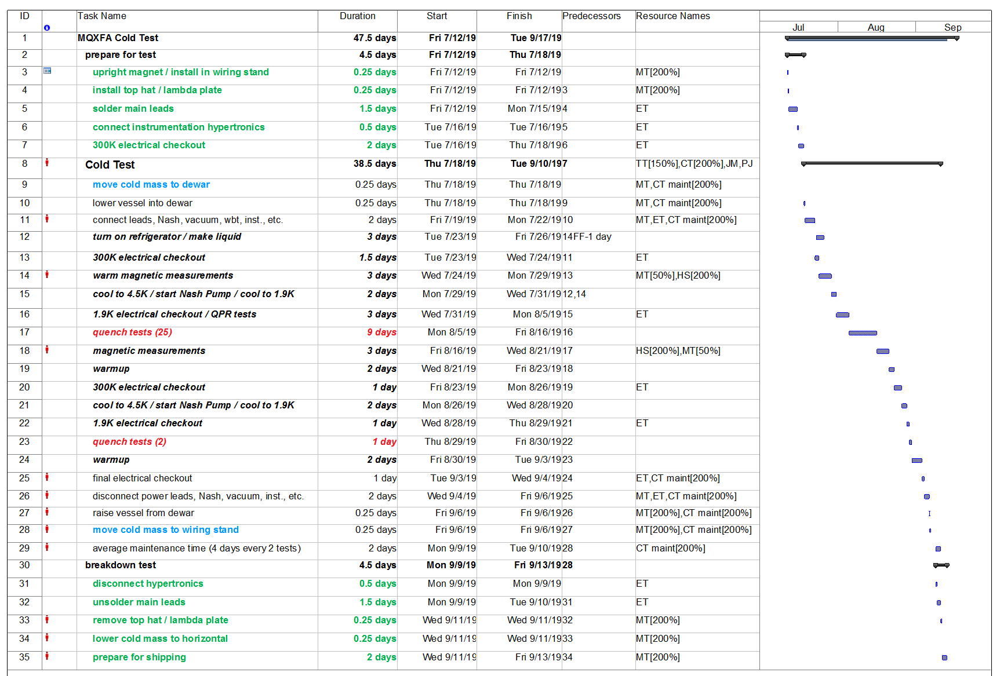 ID Task Name Duration Start Finish Predecessors Resource Names
Jul Aug Sep
1 MQXFA Cold Test 47.5 days Fri 7/12/19 Tue 9/17/19
2 prepare for test 4.5 days Fri 7/12/19 Thu 7/18/19
3 upright magnet / install in wiring stand 0.25 days Fri 7/12/19 Fri 7/12/19 MT[200%]
4 install top hat / lambda plate 0.25 days Fri 7/12/19 Fri 7/12/19 3 MT[200%]
5 solder main leads 1.5 days Fri 7/12/19 Mon 7/15/19 4 ET
6 connect instrumentation hypertronics 0.5 days Tue 7/16/19 Tue 7/16/19 5 ET
7 300K electrical checkout 2 days Tue 7/16/19 Thu 7/18/19 6 ET
8 Cold Test 38.5 days Thu 7/18/19 Tue 9/10/19 7 TT[150%],CT[200%],JM,PJ
9 move cold mass to dewar 0.25 days Thu 7/18/19 Thu 7/18/19 MT,CT maint[200%]
10 lower vessel into dewar 0.25 days Thu 7/18/19 Thu 7/18/19 9 MT,CT maint[200%]
11 connect leads, Nash, vacuum, wbt, inst., etc. 2 days Fri 7/19/19 Mon 7/22/19 10 MT,ET,CT maint[200%]
12 turn on refrigerator / make liquid 3 days Tue 7/23/19 Fri 7/26/19 14FF-1 day
13 300K electrical checkout 1.5 days Tue 7/23/19 Wed 7/24/19 11 ET
14 warm magnetic measurements 3 days Wed 7/24/19 Mon 7/29/19 13 MT[50%],HS[200%]
15 cool to 4.5K / start Nash Pump / cool to 1.9K 2 days Mon 7/29/19 Wed 7/31/19 12,14
16 1.9K electrical checkout / QPR tests 3 days Wed 7/31/19 Mon 8/5/19 15 ET
17 quench tests (25) 9 days Mon 8/5/19 Fri 8/16/19 16
18 magnetic measurements 3 days Fri 8/16/19 Wed 8/21/19 17 HS[200%],MT[50%]
19 warmup 2 days Wed 8/21/19 Fri 8/23/19 18
20 300K electrical checkout 1 day Fri 8/23/19 Mon 8/26/19 19 ET
21 cool to 4.5K / start Nash Pump / cool to 1.9K 2 days Mon 8/26/19 Wed 8/28/19 20
22 1.9K electrical checkout 1 day Wed 8/28/19 Thu 8/29/19 21 ET
23 quench tests (2) 1 day Thu 8/29/19 Fri 8/30/19 22
24 warmup 2 days Fri 8/30/19 Tue 9/3/19 23
25 final electrical checkout 1 day Tue 9/3/19 Wed 9/4/19 24 ET,CT maint[200%]
26 disconnect power leads, Nash, vacuum, inst., etc. 2 days Wed 9/4/19 Fri 9/6/19 25 MT,ET,CT maint[200%]
27 raise vessel from dewar 0.25 days Fri 9/6/19 Fri 9/6/19 26 MT[200%],CT maint[200%]
28 move cold mass to wiring stand 0.25 days Fri 9/6/19 Fri 9/6/19 27 MT[200%],CT maint[200%]
29 average maintenance time (4 days every 2 tests) 2 days Mon 9/9/19 Tue 9/10/19 28 CT maint[200%]
30 breakdown test 4.5 days Mon 9/9/19 Fri 9/13/19 28
31 disconnect hypertronics 0.5 days Mon 9/9/19 Mon 9/9/19 ET
32 unsolder main leads 1.5 days Mon 9/9/19 Tue 9/10/19 31 ET
33 remove top hat / lambda plate 0.25 days Wed 9/11/19 Wed 9/11/19 32 MT[200%]
34 lower cold mass to horizontal 0.25 days Wed 9/11/19 Wed 9/11/19 33 MT[200%]
35 prepare for shipping 2 days Wed 9/11/19 Fri 9/13/19 34 MT[200%]